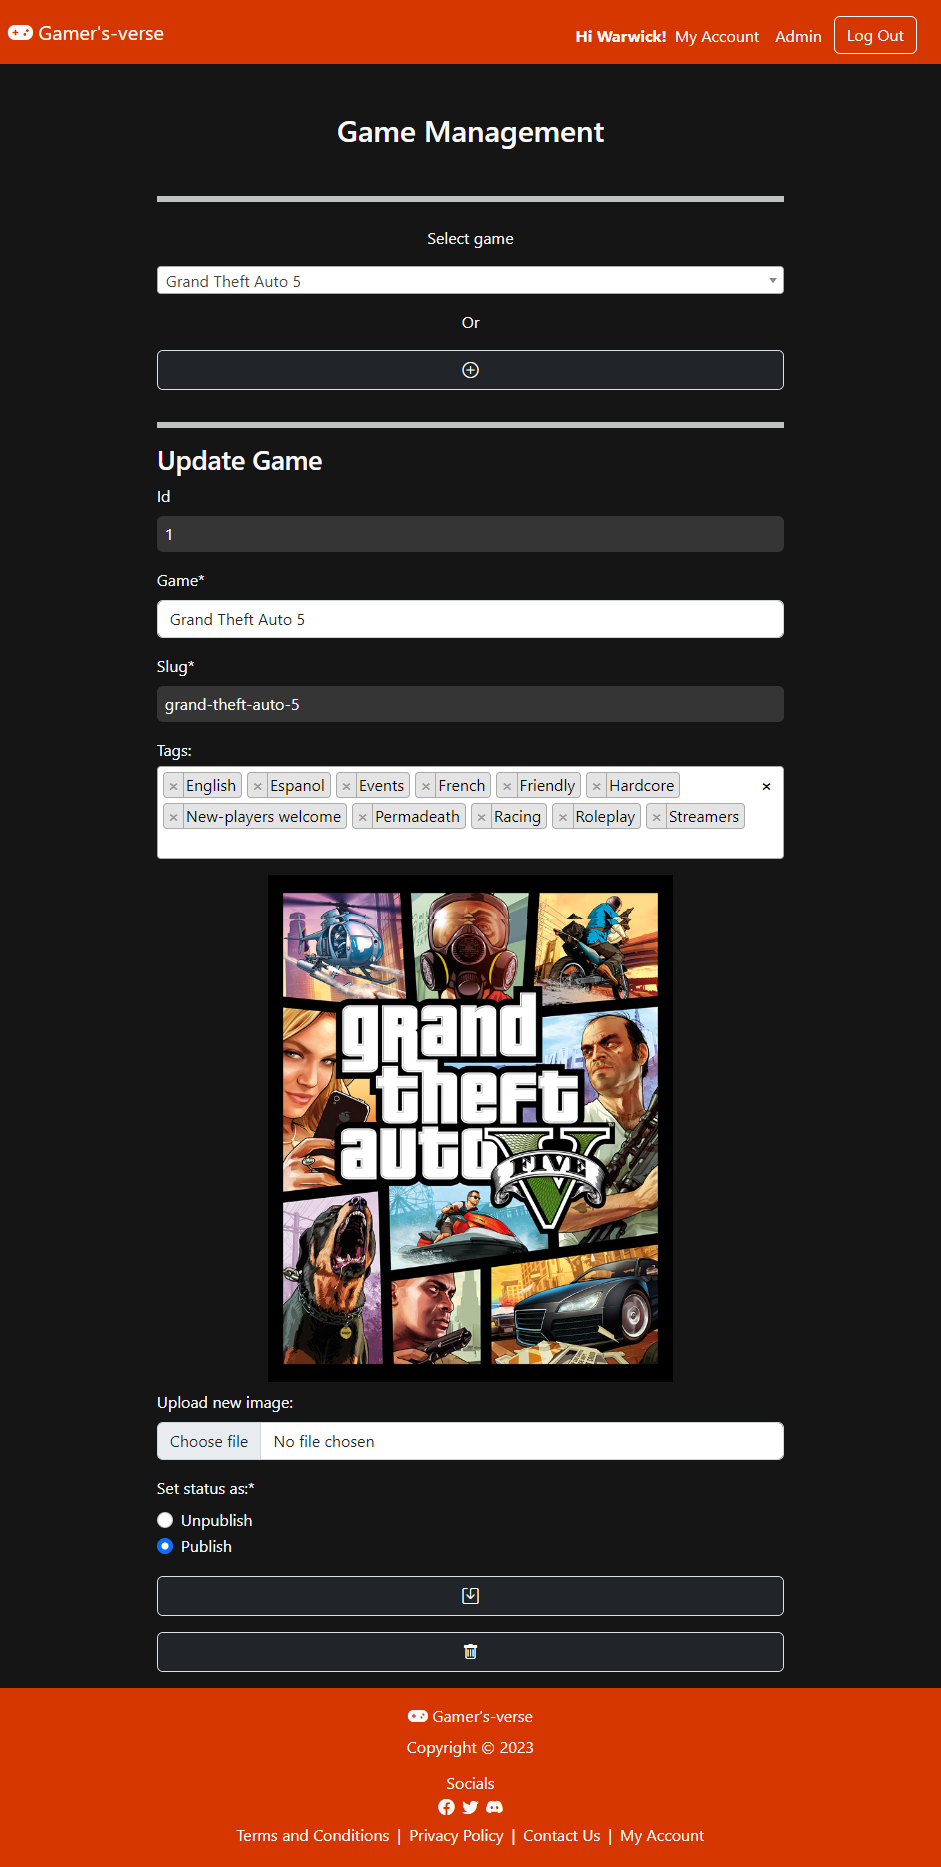 Gamer's-verse
Hi Warwick! My Account Admin Log Out
Game Management
Select game
Grand Theft Auto 5
Or
Update Game
Id
1
Game*
Grand Theft Auto 5
Slug*
grand-theft-auto-5
Tags:
× English × Espanol × Events × French × Friendly × Hardcore ×
× New-players welcome × Permadeath × Racing × Roleplay × Streamers
grand
theft
auto V
FIVE
Upload new image:
Choose file No file chosen
Set status as:*
Unpublish
Publish
Gamer's-verse
Copyright © 2023
Socials
Terms and Conditions | Privacy Policy | Contact Us | My Account